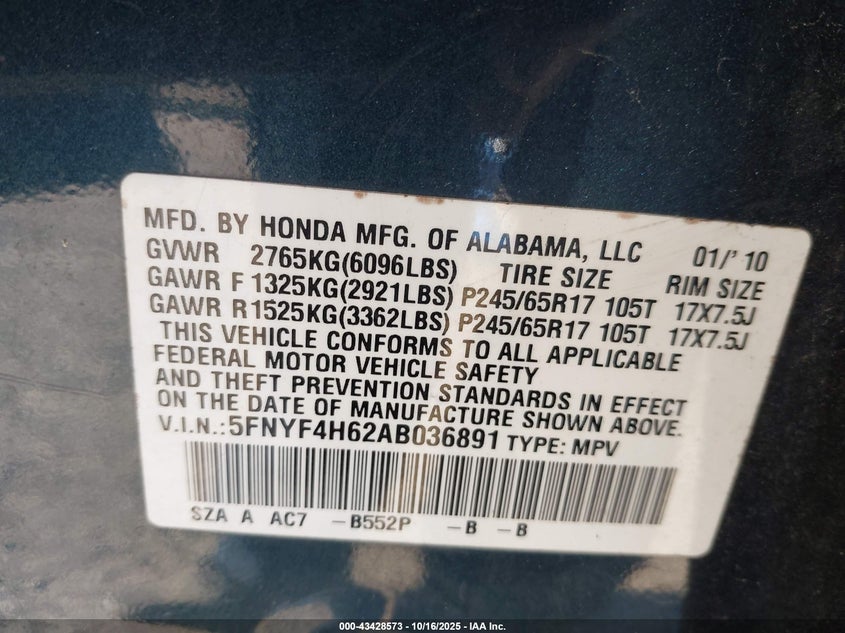 MFD. BY HONDA MFG. OF ALABAMA, LLC 01/'10
GVWR 2765KG(6096LBS) TIRE SIZE RIM SIZE
GAWR F 1325KG(2921LBS) P245/65R17 105T 17X7.5J
GAWR R 1525KG(3362LBS) P245/65R17 105T 17X7.5J
THIS VEHICLE CONFORMS TO ALL APPLICABLE
FEDERAL MOTOR VEHICLE SAFETY
AND THEFT PREVENTION STANDARDS IN EFFECT
ON THE DATE OF MANUFACTURE SHOWN ABOVE.
V.I.N.:5FNYF4H62AB036891 TYPE: MPV
SZA A AC7 -B552P -B -B
000-43428573 - 10/16/2025 - IAA Inc.